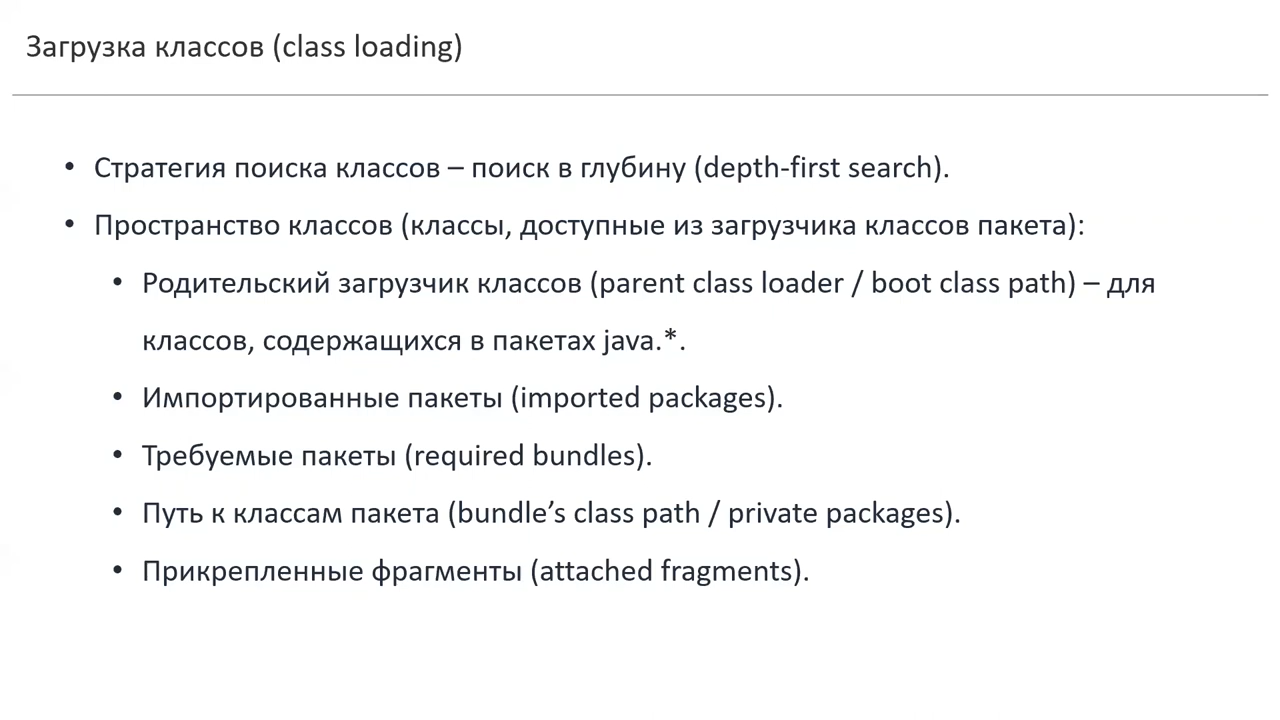 Загрузка классов (class loading)
• Стратегия поиска классов – поиск в глубину (depth-first search).
• Пространство классов (классы, доступные из загрузчика классов пакета):
• Родительский загрузчик классов (parent class loader / boot class path) – для
классов, содержащихся в пакетах java.*.
• Импортированные пакеты (imported packages).
• Требуемые пакеты (required bundles).
• Путь к классам пакета (bundle’s class path / private packages).
• Прикрепленные фрагменты (attached fragments).